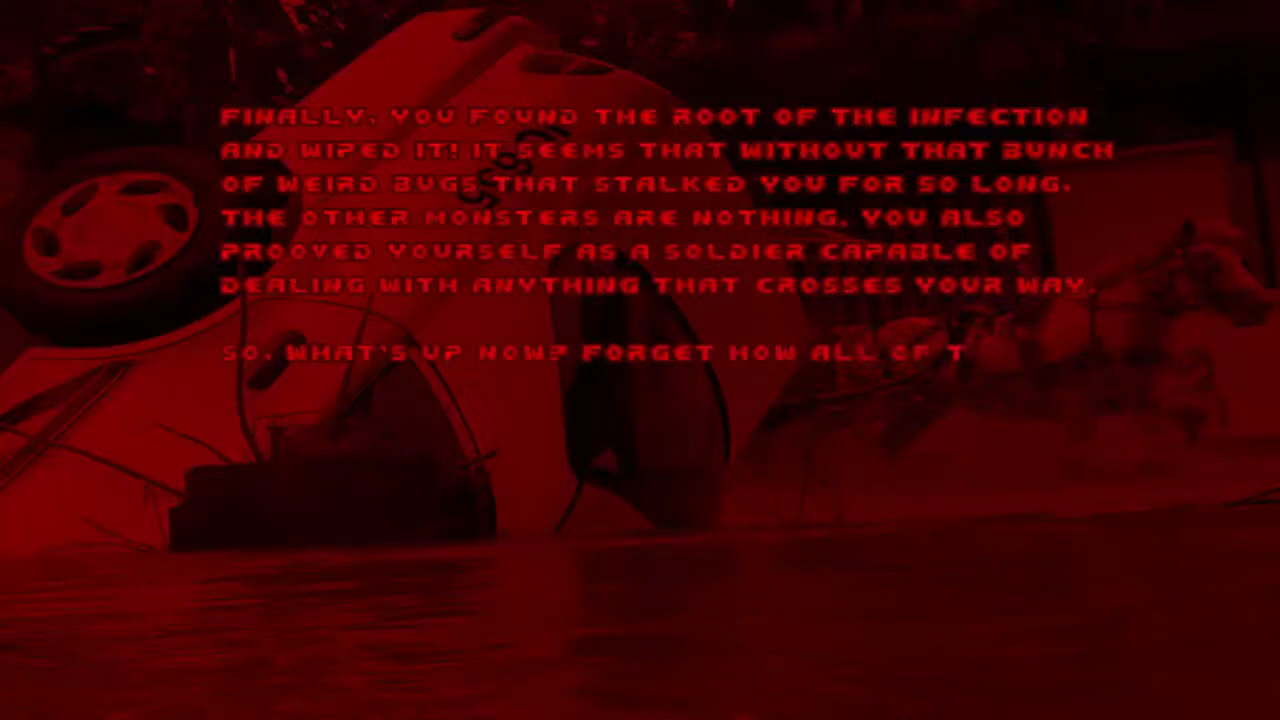 FINALLY, YOU FOUND THE ROOT OF THE INFECTION
AND WIPED IT! IT SEEMS THAT WITHOUT THAT BUNCH
OF WEIRD BUGS THAT STALKED YOU FOR SO LONG,
THE OTHER MONSTERS ARE NOTHING. YOU ALSO
PROOVED YOURSELF AS A SOLDIER CAPABLE OF
DEALING WITH ANYTHING THAT CROSSES YOUR WAY.
SO, WHAT'S UP NOW? FORGET HOW ALL OF T